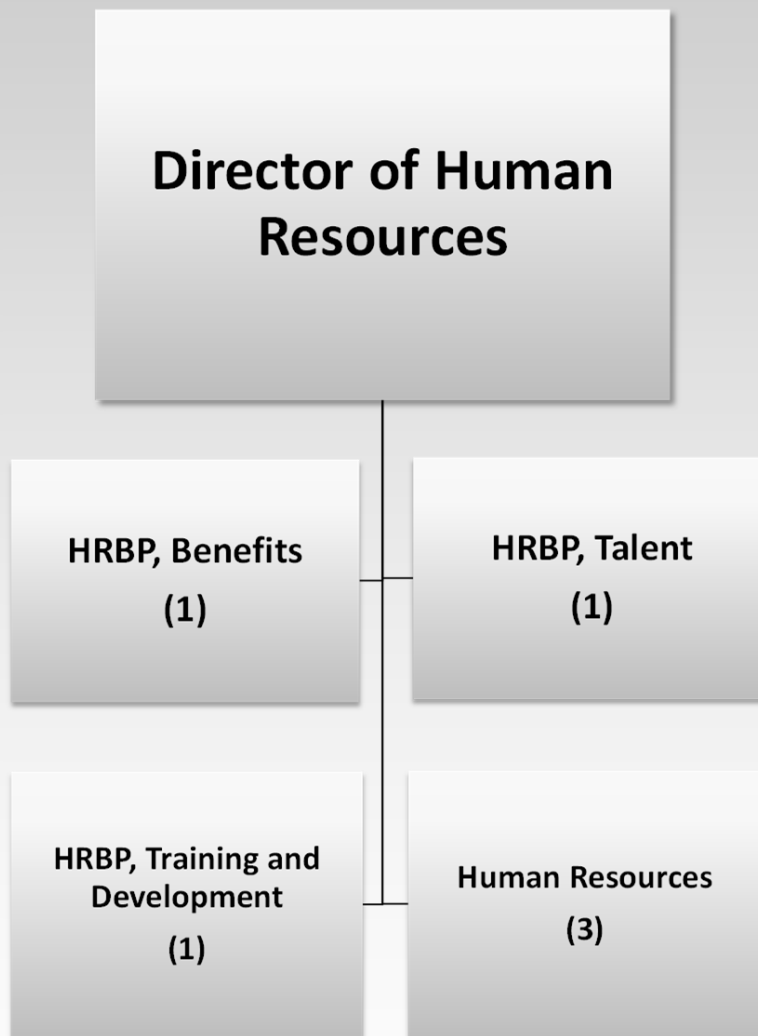 Director of Human
Resources
HRBP, Benefits
(1)
HRBP, Talent
(1)
HRBP, Training and
Development
(1)
Human Resources
(3)